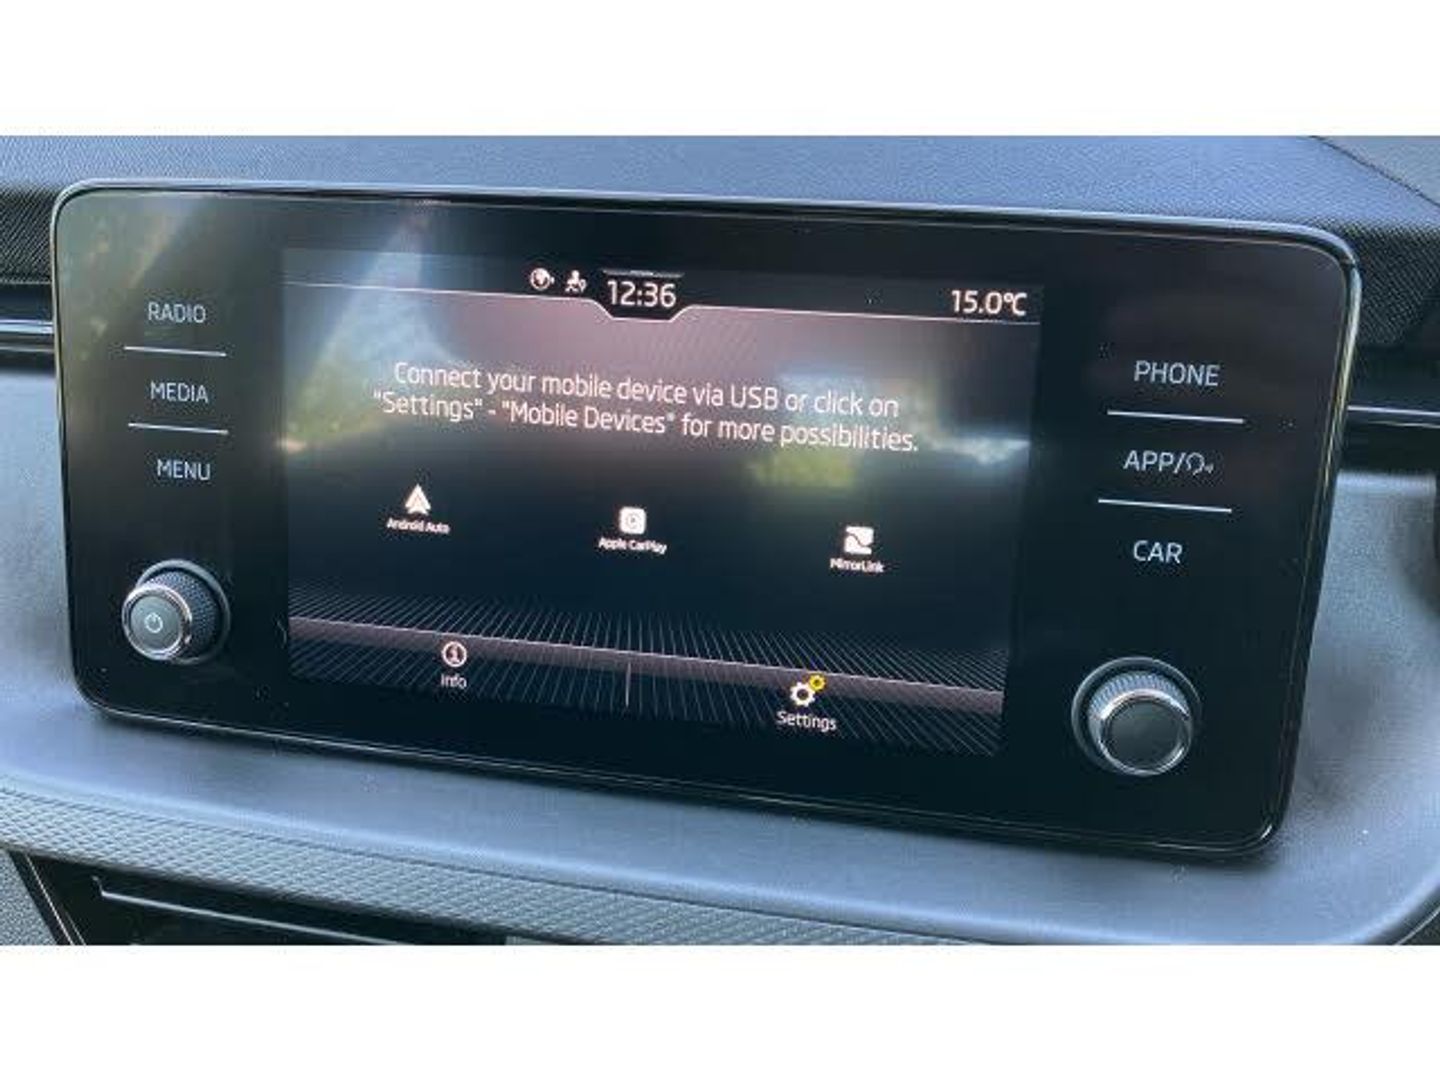 RADIO
MEDIA
MENU
12:36
15.0°C
Connect your mobile device via USB or click on
"Settings" - "Mobile Devices" for more possibilities.
Android Auto
Apple CarPlay
MirrorLink
Info
Settings
PHONE
APP/
CAR